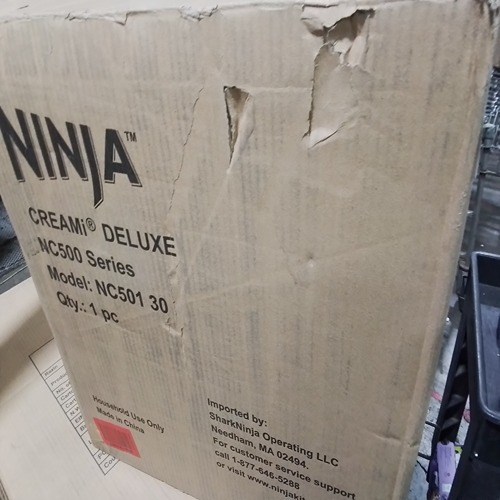 NINJA™
CREAMi® DELUXE
NC500 Series
Model: NC501 30
Qty.: 1 pc
Household Use Only
Made in China
Imported by:
SharkNinja Operating LLC
Needham, MA 02494.
For customer service support
call 1-877-646-5288
or visit www.ninjaki